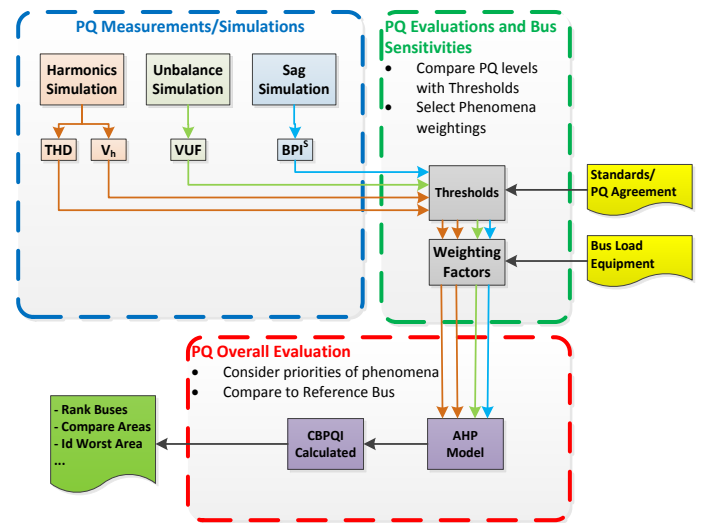 PQ Measurements/Simulations
Harmonics
Simulation
Unbalance
Simulation
Sag
Simulation
THD
Vh
VUF
BPIS
PQ Evaluations and Bus
Sensitivities
• Compare PQ levels
with Thresholds
• Select Phenomena
weightings
Thresholds
Weighting
Factors
Standards/
PQ Agreement
Bus Load
Equipment
PQ Overall Evaluation
• Consider priorities of phenomena
• Compare to Reference Bus
AHP
Model
CBPQI
Calculated
- Rank Buses
- Compare Areas
- Id Worst Area
...